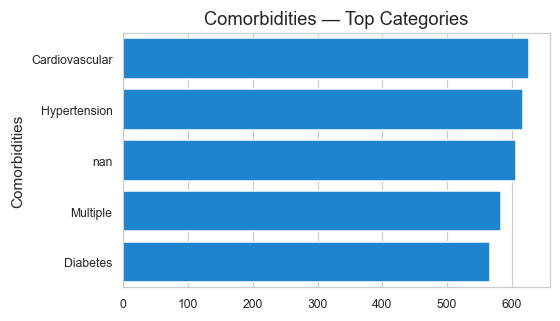 Comorbidities — Top Categories
Comorbidities
Cardiovascular
Hypertension
nan
Multiple
Diabetes
0 100 200 300 400 500 600